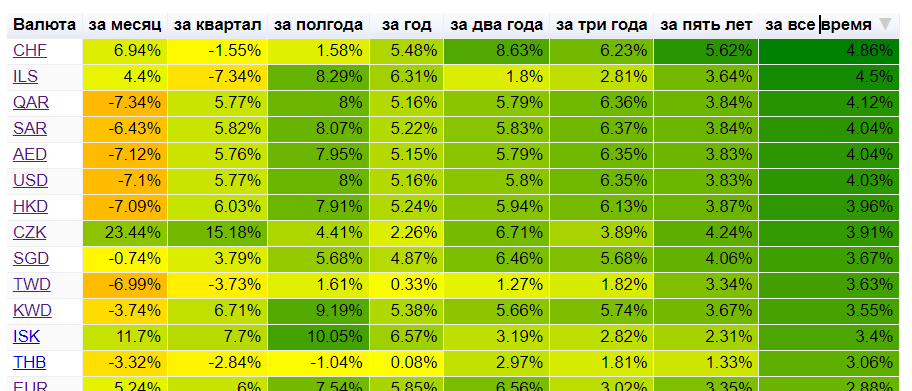 Валюта за месяц за квартал за полгода за год за два года за три года за пять лет за все время
CHF 6.94% -1.55% 1.58% 5.48% 8.63% 6.23% 5.62% 4.86%
ILS 4.4% -7.34% 8.29% 6.31% 1.8% 2.81% 3.64% 4.5%
QAR -7.34% 5.77% 8% 5.16% 5.79% 6.36% 3.84% 4.12%
SAR -6.43% 5.82% 8.07% 5.22% 5.83% 6.37% 3.84% 4.04%
AED -7.12% 5.76% 7.95% 5.15% 5.79% 6.35% 3.83% 4.04%
USD -7.1% 5.77% 8% 5.16% 5.8% 6.35% 3.83% 4.03%
HKD -7.09% 6.03% 7.91% 5.24% 5.94% 6.13% 3.87% 3.96%
CZK 23.44% 15.18% 4.41% 2.26% 6.71% 3.89% 4.24% 3.91%
SGD -0.74% 3.79% 5.68% 4.87% 6.46% 5.68% 4.06% 3.67%
TWD -6.99% -3.73% 1.61% 0.33% 1.27% 1.82% 3.34% 3.63%
KWD -3.74% 6.71% 9.19% 5.38% 5.66% 5.74% 3.67% 3.55%
ISK 11.7% 7.7% 10.05% 6.57% 3.19% 2.82% 2.31% 3.4%
THB -3.32% -2.84% -1.04% 0.08% 2.97% 1.81% 1.33% 3.06%
EUR 5.24% 6% 7.54% 5.85% 6.56% 3.02% 3.35% 2.88%